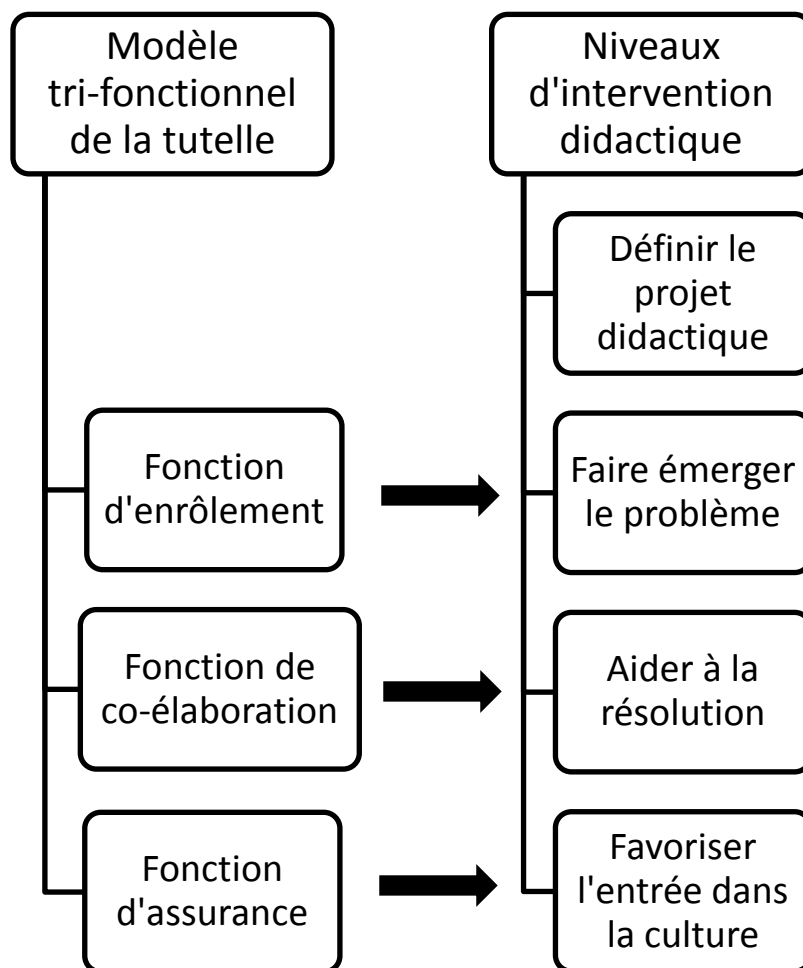 Modèle
tri-fonctionnel
de la tutelle
Niveaux
d'intervention
didactique
Définir le
projet
didactique
Fonction
d'enrôlement
Faire émerger
le problème
Fonction de
co-élaboration
Aider à la
résolution
Fonction
d'assurance
Favoriser
l'entrée dans
la culture